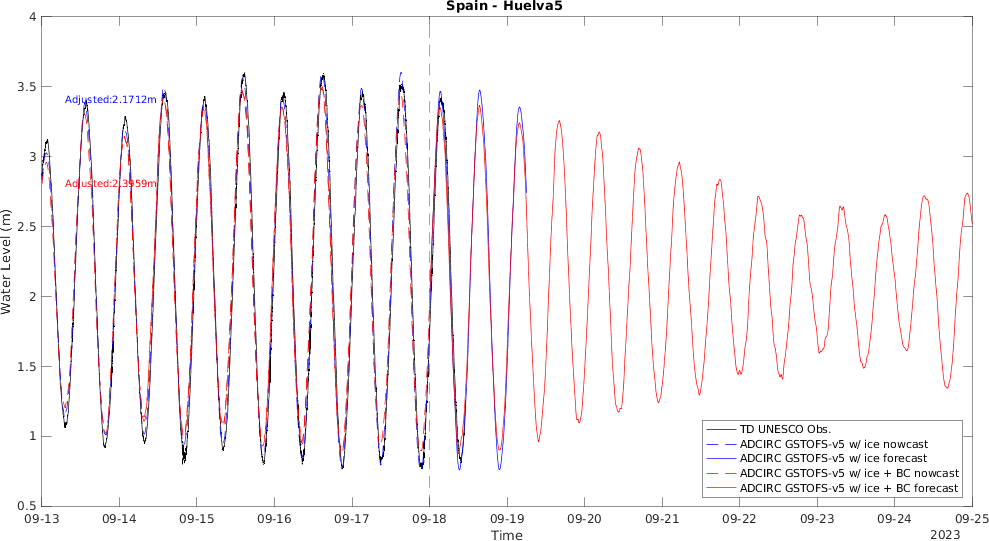 Spain - Huelva5
4
3.5
3
2.5
2
1.5
1
0.5
Water Level (m)
Adjusted:2.1712m
Adjusted:2.3959m
TD UNESCO Obs.
ADCIRC GSTOFS-v5 w/ ice nowcast
ADCIRC GSTOFS-v5 w/ ice forecast
ADCIRC GSTOFS-v5 w/ ice + BC nowcast
ADCIRC GSTOFS-v5 w/ ice + BC forecast
09-13 09-14 09-15 09-16 09-17 09-18 09-19 09-20 09-21 09-22 09-23 09-24 09-25
Time
2023